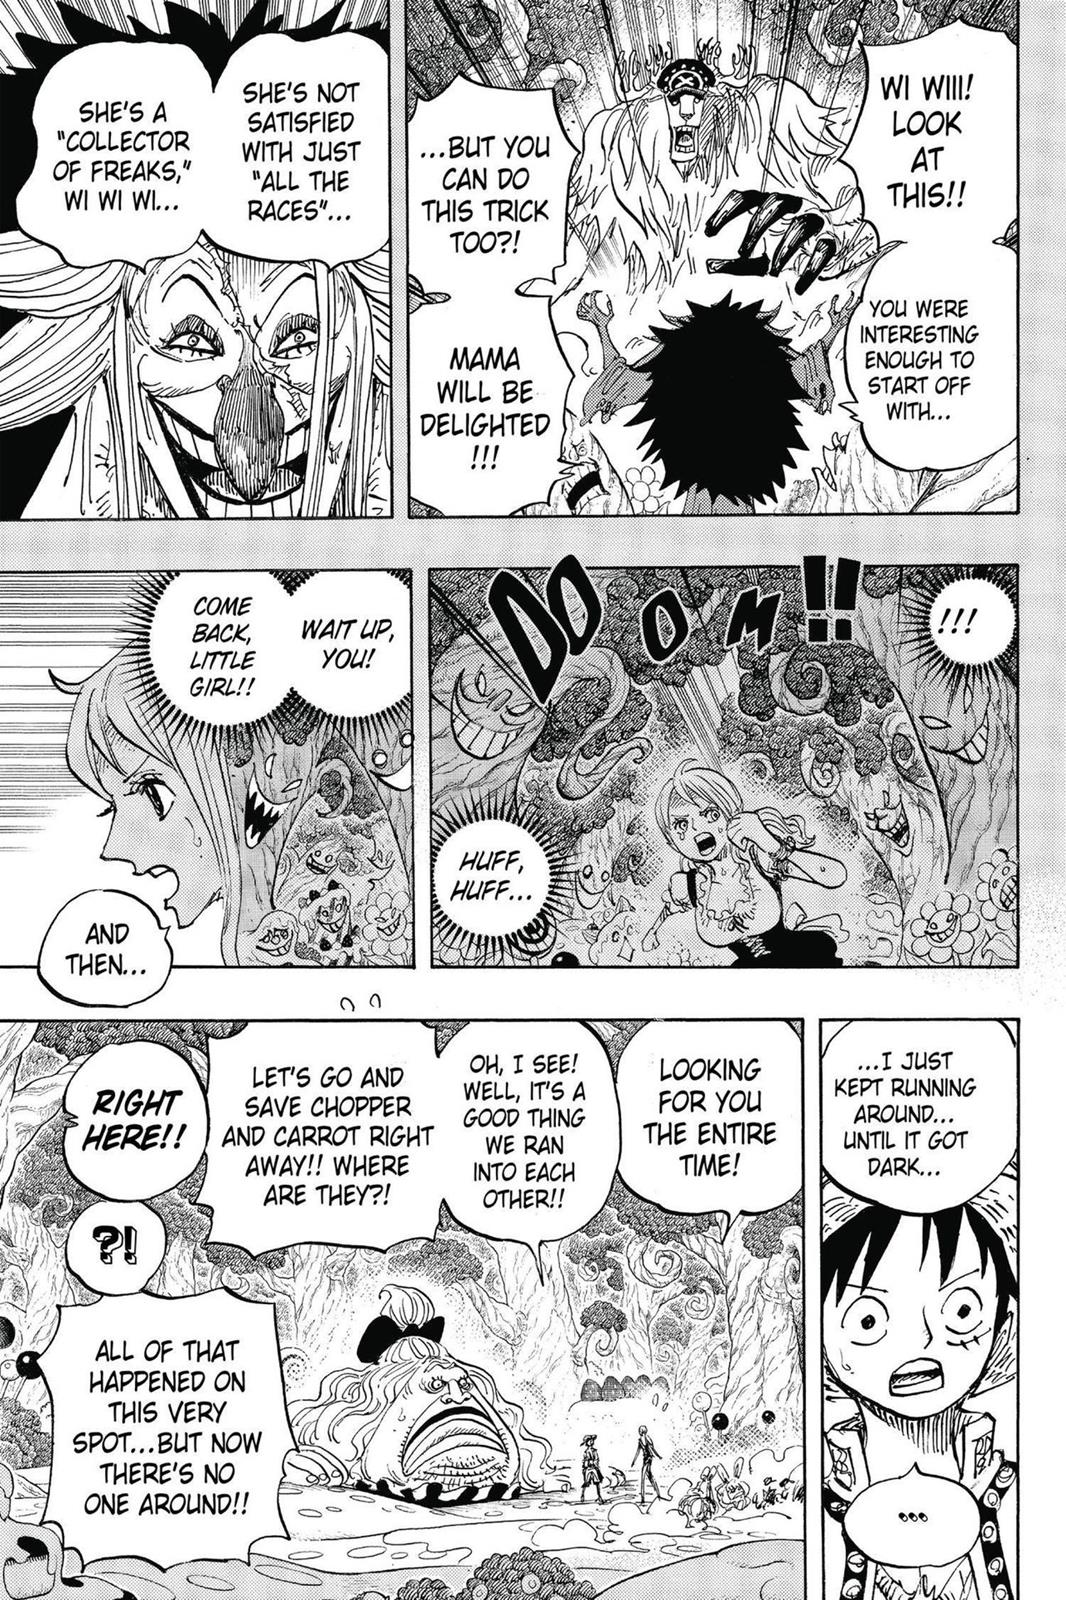 WI WIII!
LOOK
AT
THIS!!
YOU WERE
INTERESTING
ENOUGH TO
START OFF
WITH...
...BUT YOU
CAN DO
THIS TRICK
TOO?!
MAMA
WILL BE
DELIGHTED
!!!
SHE'S NOT
SATISFIED
WITH JUST
"ALL THE
RACES"...
SHE'S A
"COLLECTOR
OF FREAKS,"
WI WI WI...
!!!
DOOOM!!
HUFF,
HUFF...
WAIT UP,
YOU!
COME
BACK,
LITTLE
GIRL!!
AND
THEN...
...I JUST
KEPT RUNNING
AROUND...
UNTIL IT GOT
DARK...
...
LOOKING
FOR YOU
THE ENTIRE
TIME!
OH, I SEE!
WELL, IT'S A
GOOD THING
WE RAN
INTO EACH
OTHER!!
LET'S GO AND
SAVE CHOPPER
AND CARROT RIGHT
AWAY!! WHERE
ARE THEY?!
RIGHT
HERE!!
?!
ALL OF THAT
HAPPENED ON
THIS VERY
SPOT...BUT NOW
THERE'S NO
ONE AROUND!!